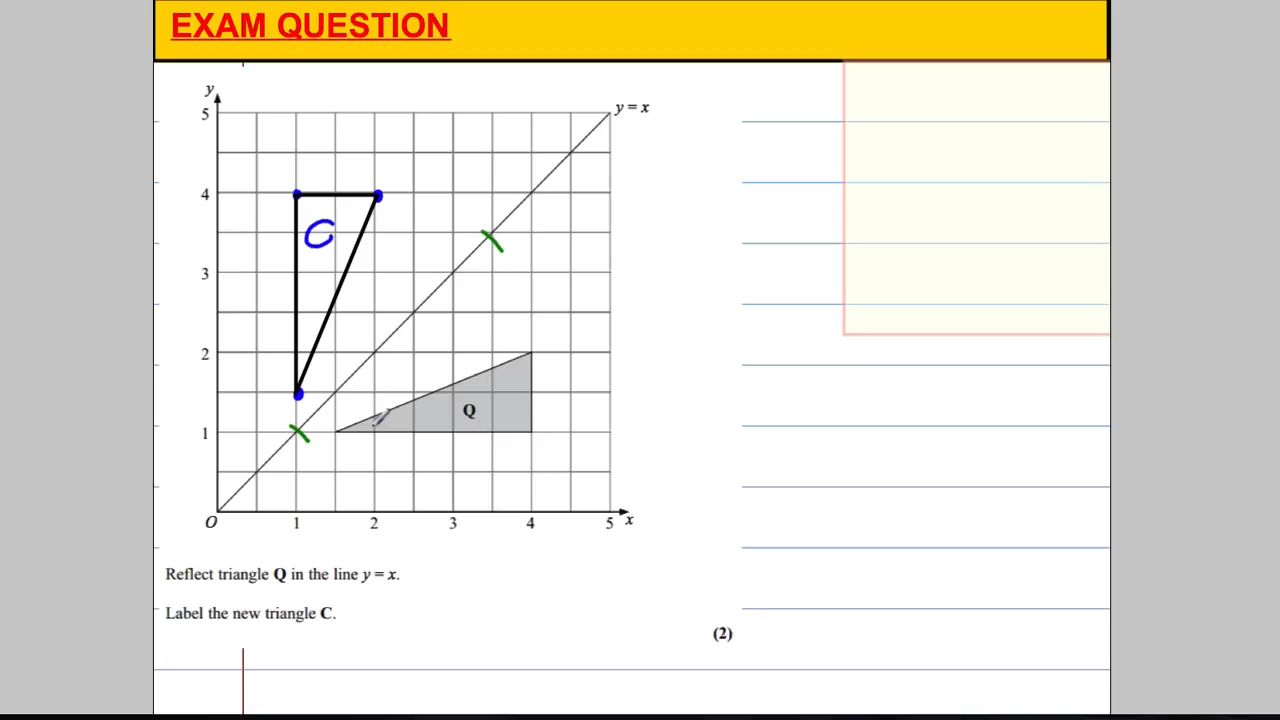 EXAM QUESTION
y
5
y = x
4
C
3
2
Q
1
O
1
2
3
4
5
x
Reflect triangle Q in the line y = x.
Label the new triangle C.
(2)